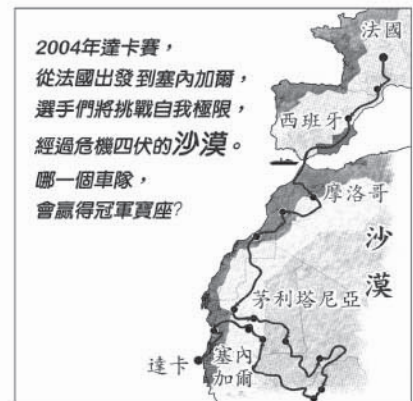 2004年達卡賽，
從法國出發到塞內加爾，
選手們將挑戰自我極限，
經過危機四伏的沙漠。
哪一個車隊，
會贏得冠軍寶座？
法國
西班牙
摩洛哥
沙漠
茅利塔尼亞
塞內
加爾
達卡